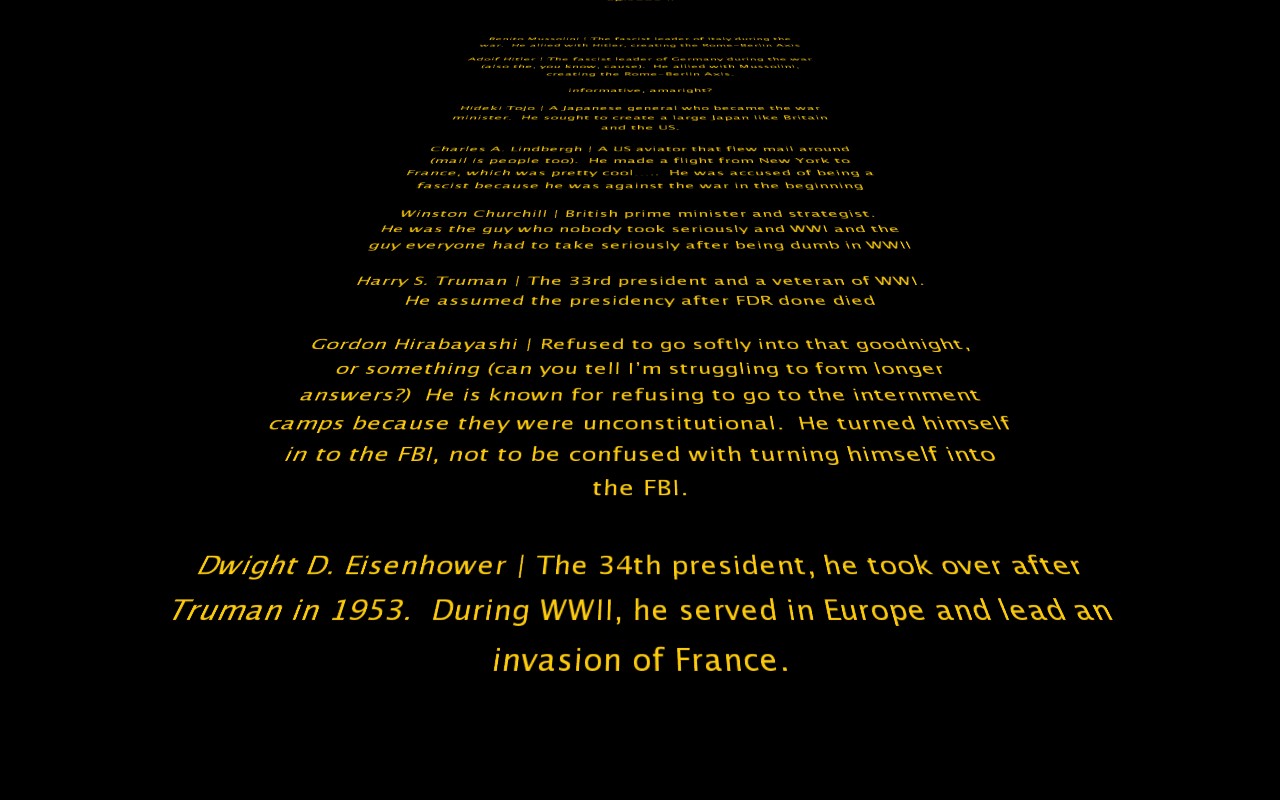 Benito Mussolini | The fascist leader of Italy during the
war.  He allied with Hitler, creating the Rome-Berlin Axis
Adolf Hitler | The fascist leader of Germany during the war
(also the, you know, cause).  He allied with Mussolini,
creating the Rome-Berlin Axis.
informative, amaright?
Hideki Tojo | A Japanese general who became the war
minister.  He sought to create a large Japan like Britain
and the US.
Charles A. Lindbergh | A US aviator that flew mail around
(mail is people too).  He made a flight from New York to
France, which was pretty cool.....  He was accused of being a
fascist because he was against the war in the beginning
Winston Churchill | British prime minister and strategist.
He was the guy who nobody took seriously and WWI and the
guy everyone had to take seriously after being dumb in WWII
Harry S. Truman | The 33rd president and a veteran of WWI.
He assumed the presidency after FDR done died
Gordon Hirabayashi | Refused to go softly into that goodnight,
or something (can you tell I'm struggling to form longer
answers?)  He is known for refusing to go to the internment
camps because they were unconstitutional.  He turned himself
in to the FBI, not to be confused with turning himself into
the FBI.
Dwight D. Eisenhower | The 34th president, he took over after
Truman in 1953.  During WWII, he served in Europe and lead an
invasion of France.